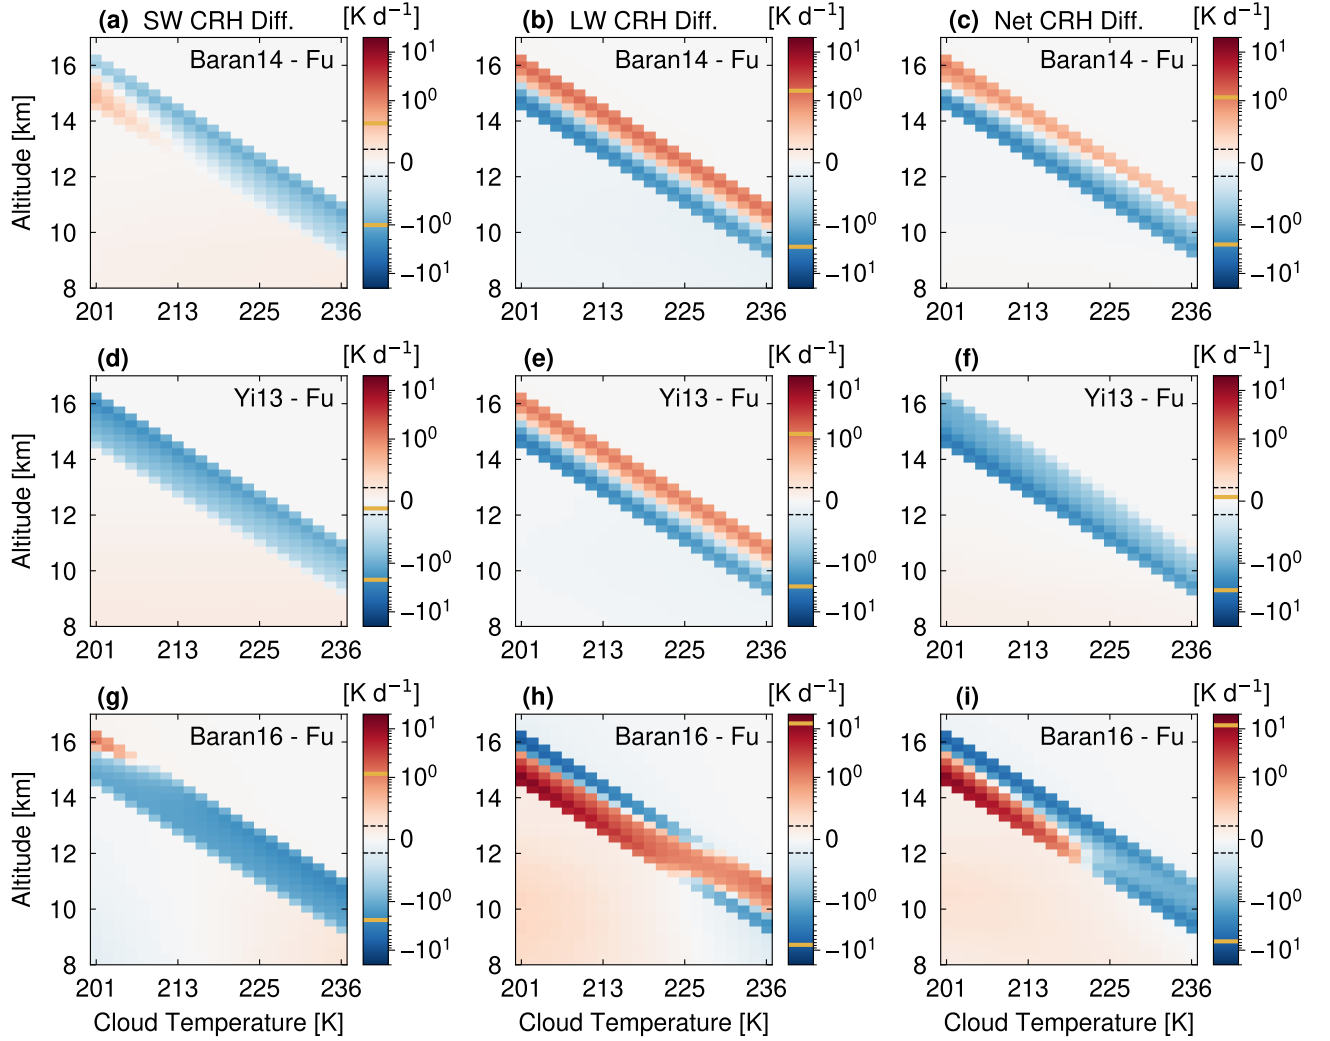 (a) SW CRH Diff. [K d⁻¹] (b) LW CRH Diff. [K d⁻¹] (c) Net CRH Diff. [K d⁻¹]
Baran14 - Fu Baran14 - Fu Baran14 - Fu
Altitude [km]
16 14 12 10 8
10¹ 10⁰ 0 −10⁰ −10¹
16 14 12 10 8
10¹ 10⁰ 0 −10⁰ −10¹
16 14 12 10 8
10¹ 10⁰ 0 −10⁰ −10¹
201 213 225 236 201 213 225 236 201 213 225 236
(d) [K d⁻¹] (e) [K d⁻¹] (f) [K d⁻¹]
Yi13 - Fu Yi13 - Fu Yi13 - Fu
Altitude [km]
16 14 12 10 8
10¹ 10⁰ 0 −10⁰ −10¹
16 14 12 10 8
10¹ 10⁰ 0 −10⁰ −10¹
16 14 12 10 8
10¹ 10⁰ 0 −10⁰ −10¹
201 213 225 236 201 213 225 236 201 213 225 236
(g) [K d⁻¹] (h) [K d⁻¹] (i) [K d⁻¹]
Baran16 - Fu Baran16 - Fu Baran16 - Fu
Altitude [km]
16 14 12 10 8
10¹ 10⁰ 0 −10⁰ −10¹
16 14 12 10 8
10¹ 10⁰ 0 −10⁰ −10¹
16 14 12 10 8
10¹ 10⁰ 0 −10⁰ −10¹
201 213 225 236 201 213 225 236 201 213 225 236
Cloud Temperature [K] Cloud Temperature [K] Cloud Temperature [K]